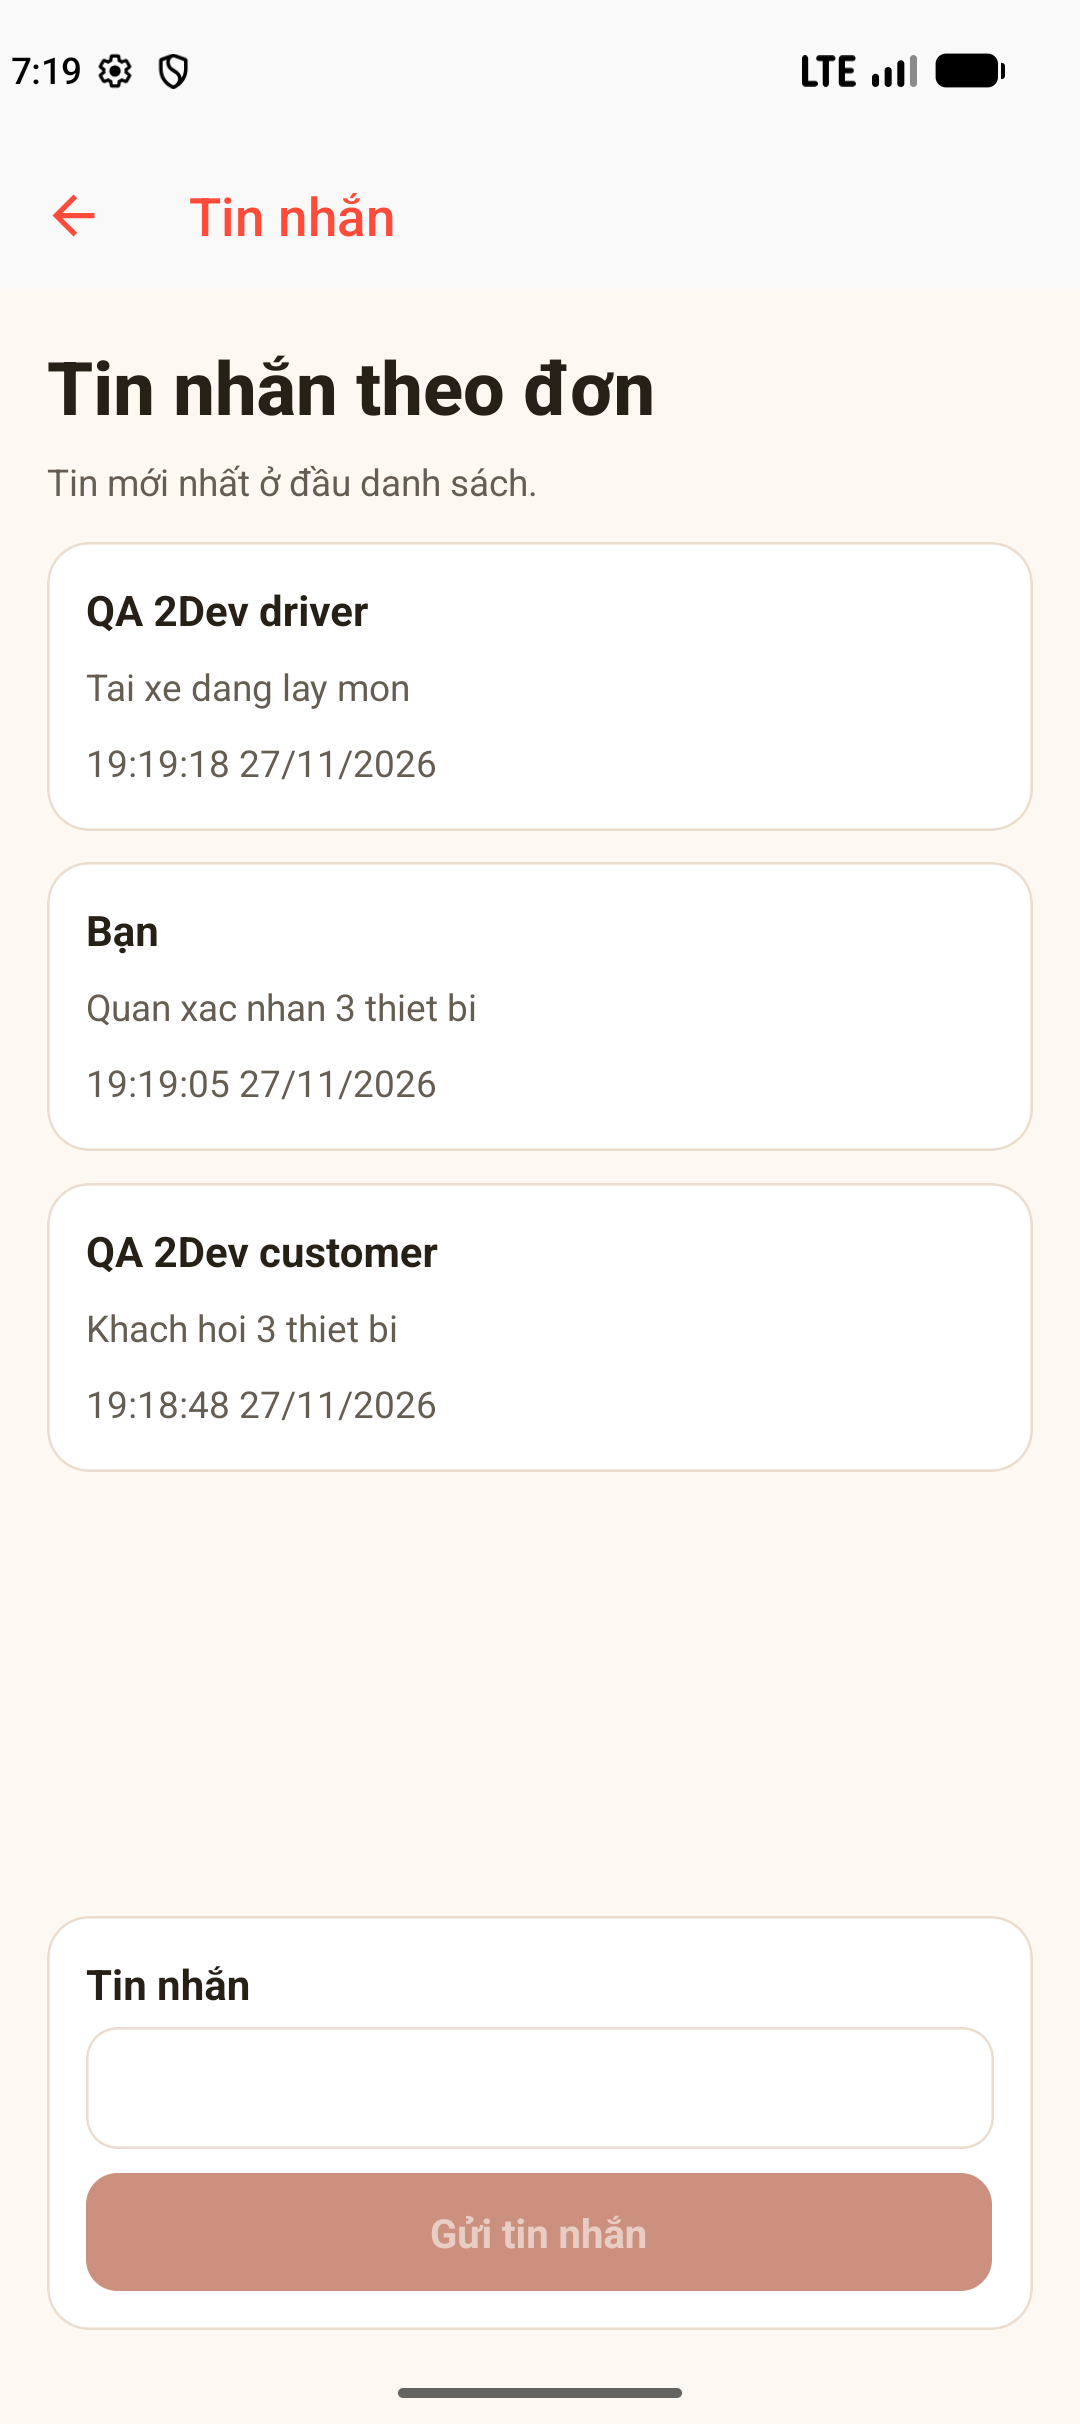 7:19
LTE
Tin nhắn
Tin nhắn theo đơn
Tin mới nhất ở đầu danh sách.
QA 2Dev driver
Tai xe dang lay mon
19:19:18 27/11/2026
Bạn
Quan xac nhan 3 thiet bi
19:19:05 27/11/2026
QA 2Dev customer
Khach hoi 3 thiet bi
19:18:48 27/11/2026
Tin nhắn
Gửi tin nhắn